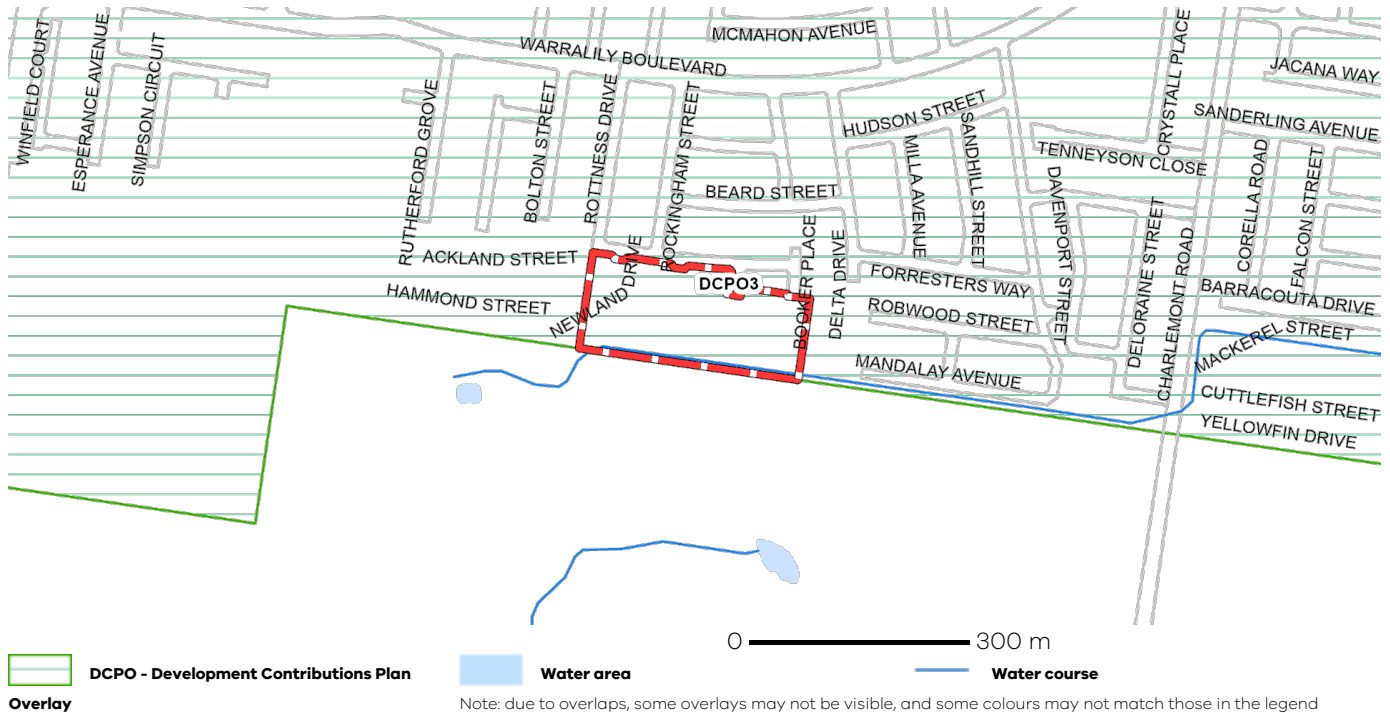 MCMAHON AVENUE
WARRALILY BOULEVARD
WINFIELD COURT
ESPERANCE AVENUE
SIMPSON CIRCUIT
RUTHERFORD GROVE
BOLTON STREET
ROTTNESS DRIVE
ROCKINGHAM STREET
HUDSON STREET
MILLA AVENUE
SANDHILL STREET
CRYSTALL PLACE
JACANA WAY
SANDERLING AVENUE
TENNEYSON CLOSE
CORELLA ROAD
FALCON STREET
BEARD STREET
DAVENPORT STREET
DELORAINE STREET
CHARLEMONT ROAD
ACKLAND STREET
NEWLAND DRIVE
BOOKER PLACE
DELTA DRIVE
FORRESTERS WAY
BARRACOUTA DRIVE
DCPO3
HAMMOND STREET
ROBWOOD STREET
MACKEREL STREET
MANDALAY AVENUE
CUTTLEFISH STREET
YELLOWFIN DRIVE
0 300 m
DCPO - Development Contributions Plan
Overlay
Water area
Water course
Note: due to overlaps, some overlays may not be visible, and some colours may not match those in the legend